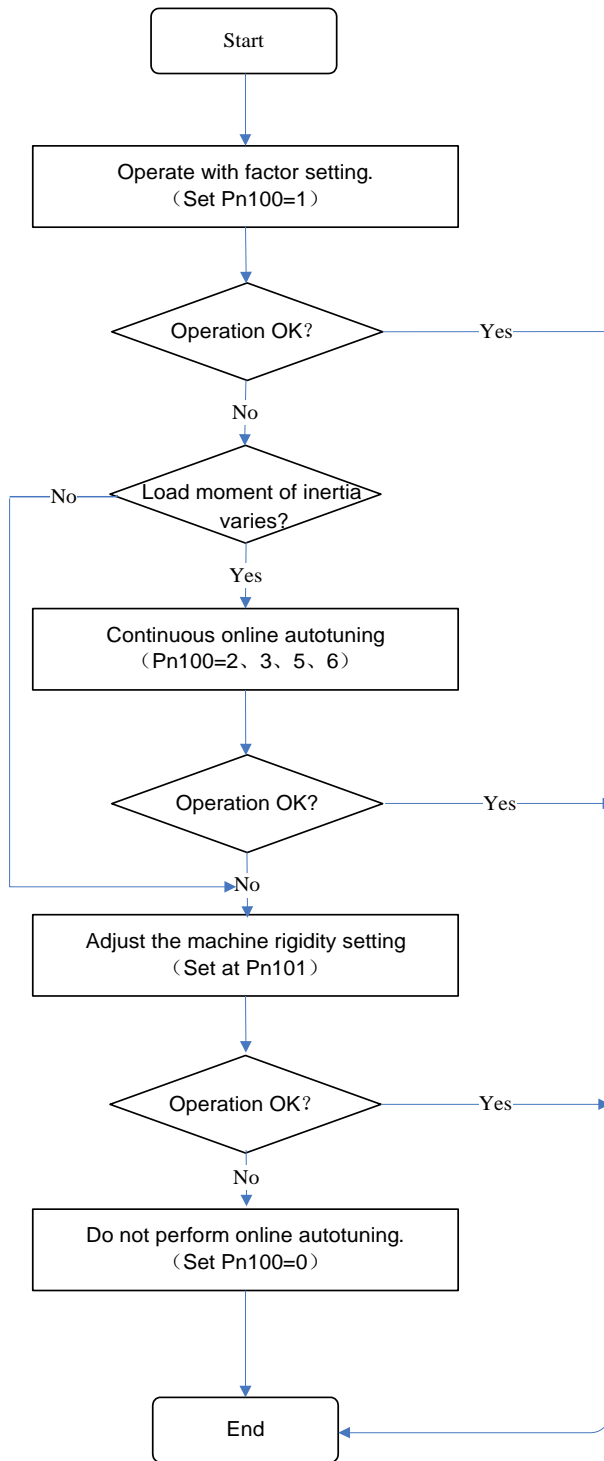 Start
Operate with factor setting.
（Set Pn100=1）
Operation OK？
Yes
No
Load moment of inertia
varies?
No
Yes
Continuous online autotuning
（Pn100=2、3、5、6）
Operation OK?
Yes
No
Adjust the machine rigidity setting
（Set at Pn101）
Operation OK？
Yes
No
Do not perform online autotuning.
（Set Pn100=0）
End